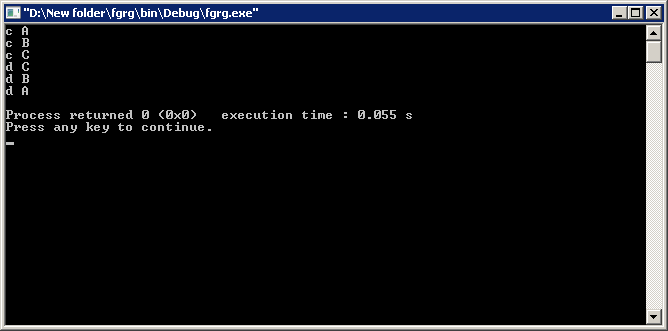 "D:\New folder\fgrg\bin\Debug\fgrg.exe"
c A
c B
c C
d C
d B
d A
Process returned 0 (0x0)   execution time : 0.055 s
Press any key to continue.